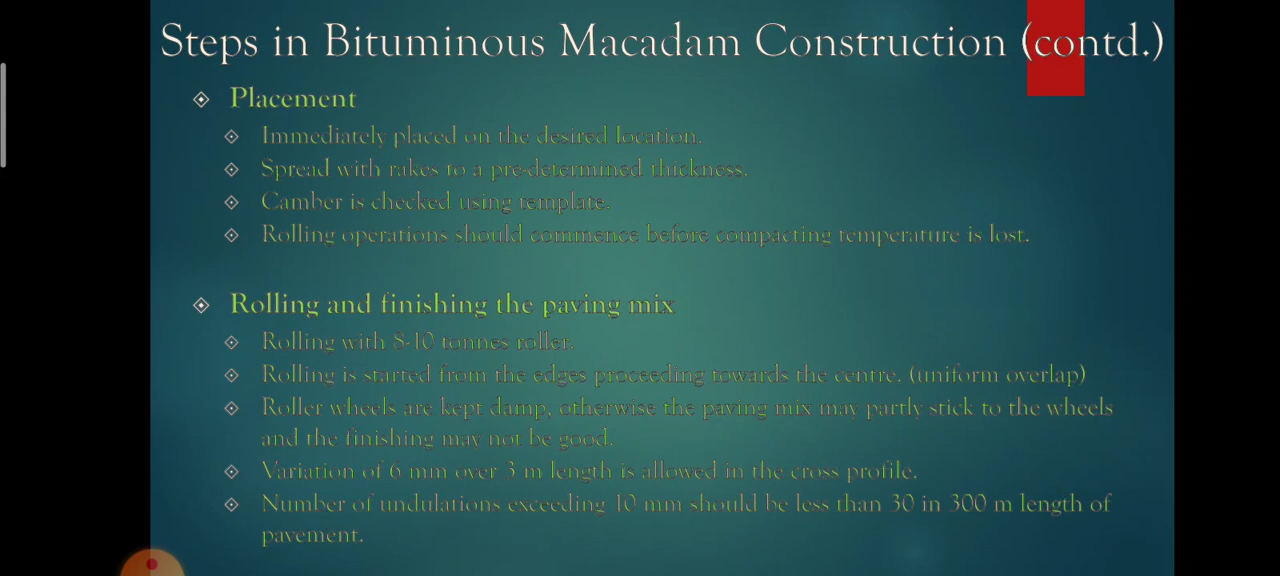 Steps in Bituminous Macadam Construction (contd.)
Placement
Immediately placed on the desired location.
Spread with rakes to a pre-determined thickness.
Camber is checked using template.
Rolling operations should commence before compacting temperature is lost.
Rolling and finishing the paving mix
Rolling with 8-10 tonnes roller.
Rolling is started from the edges proceeding towards the centre. (uniform overlap)
Roller wheels are kept damp, otherwise the paving mix may partly stick to the wheels
and the finishing may not be good.
Variation of 6 mm over 3 m length is allowed in the cross profile.
Number of undulations exceeding 10 mm should be less than 30 in 300 m length of
pavement.